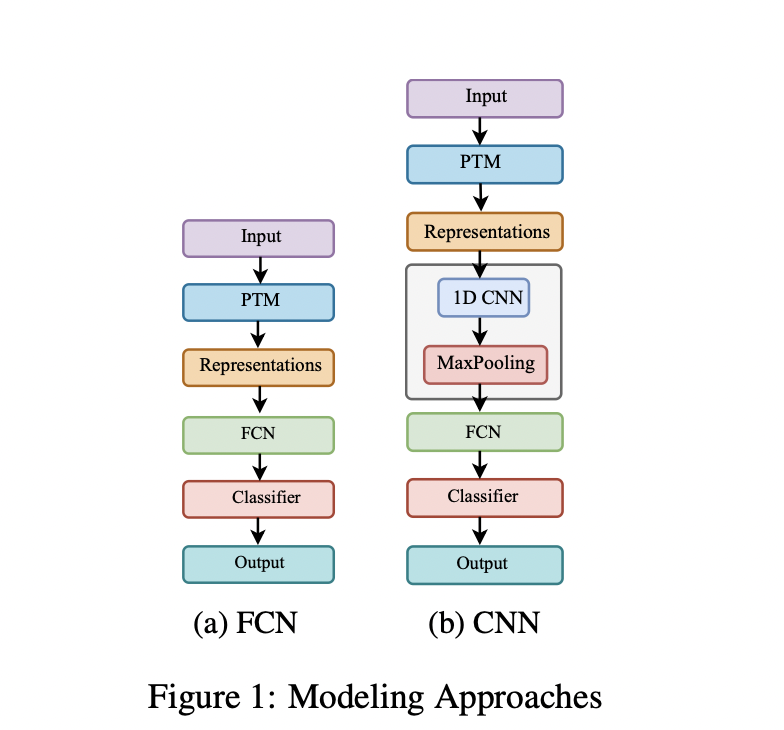 Input
PTM
Representations
FCN
Classifier
Output
(a) FCN
Input
PTM
Representations
1D CNN
MaxPooling
FCN
Classifier
Output
(b) CNN
Figure 1: Modeling Approaches